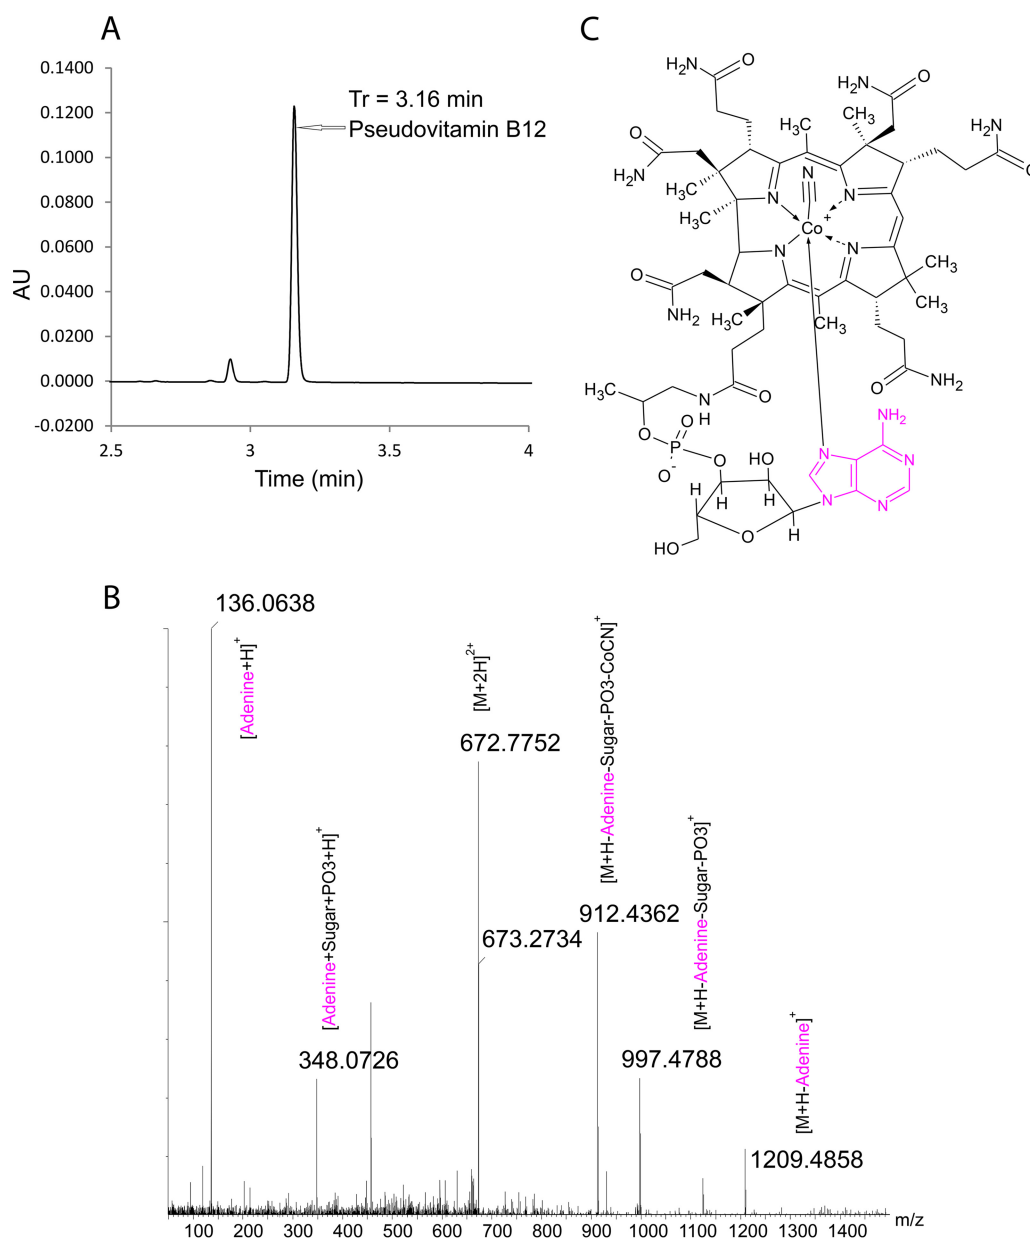 A
0.1400
0.1200
0.1000
0.0800
0.0600
0.0400
0.0200
0.0000
-0.0200
AU
2.5
3
3.5
4
Time (min)
Tr = 3.16 min
Pseudovitamin B12
C
H₂N
O
H₂N
O
H₃C
CH₃
H₂N
O
O
H₂N
H₃C
H₃C
N
N
N
Co⁺
N
N
CH₃
CH₃
O
NH₂
H₃C
CH₃
O
NH₂
H₃C
N
H
O
O
P
O
O⁻
O
HO
H
H
H
H
O
HO
NH₂
N
N
N
N
B
136.0638
[Adenine+H]⁺
[Adenine+Sugar+PO3+H]⁺
348.0726
[M+2H]²⁺
672.7752
673.2734
[M+H-Adenine-Sugar-PO3-CoCN]⁺
912.4362
[M+H-Adenine-Sugar-PO3]⁺
997.4788
[M+H-Adenine]⁺
1209.4858
100 200 300 400 500 600 700 800 900 1000 1100 1200 1300 1400 m/z